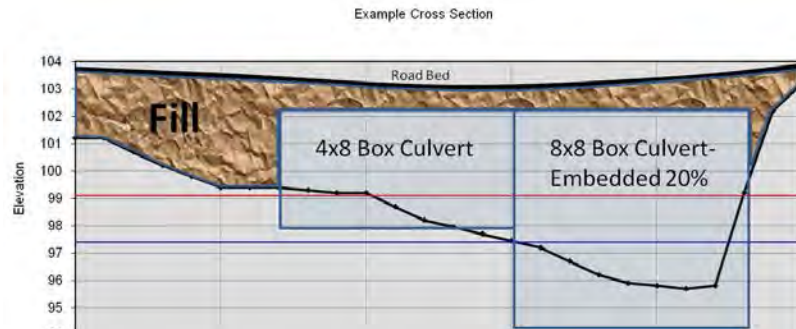 Example Cross Section
104
Road Bed
103
Fill
102
4x8 Box Culvert
8x8 Box Culvert-
Embedded 20%
101
100
99
98
97
96
95
Elevation